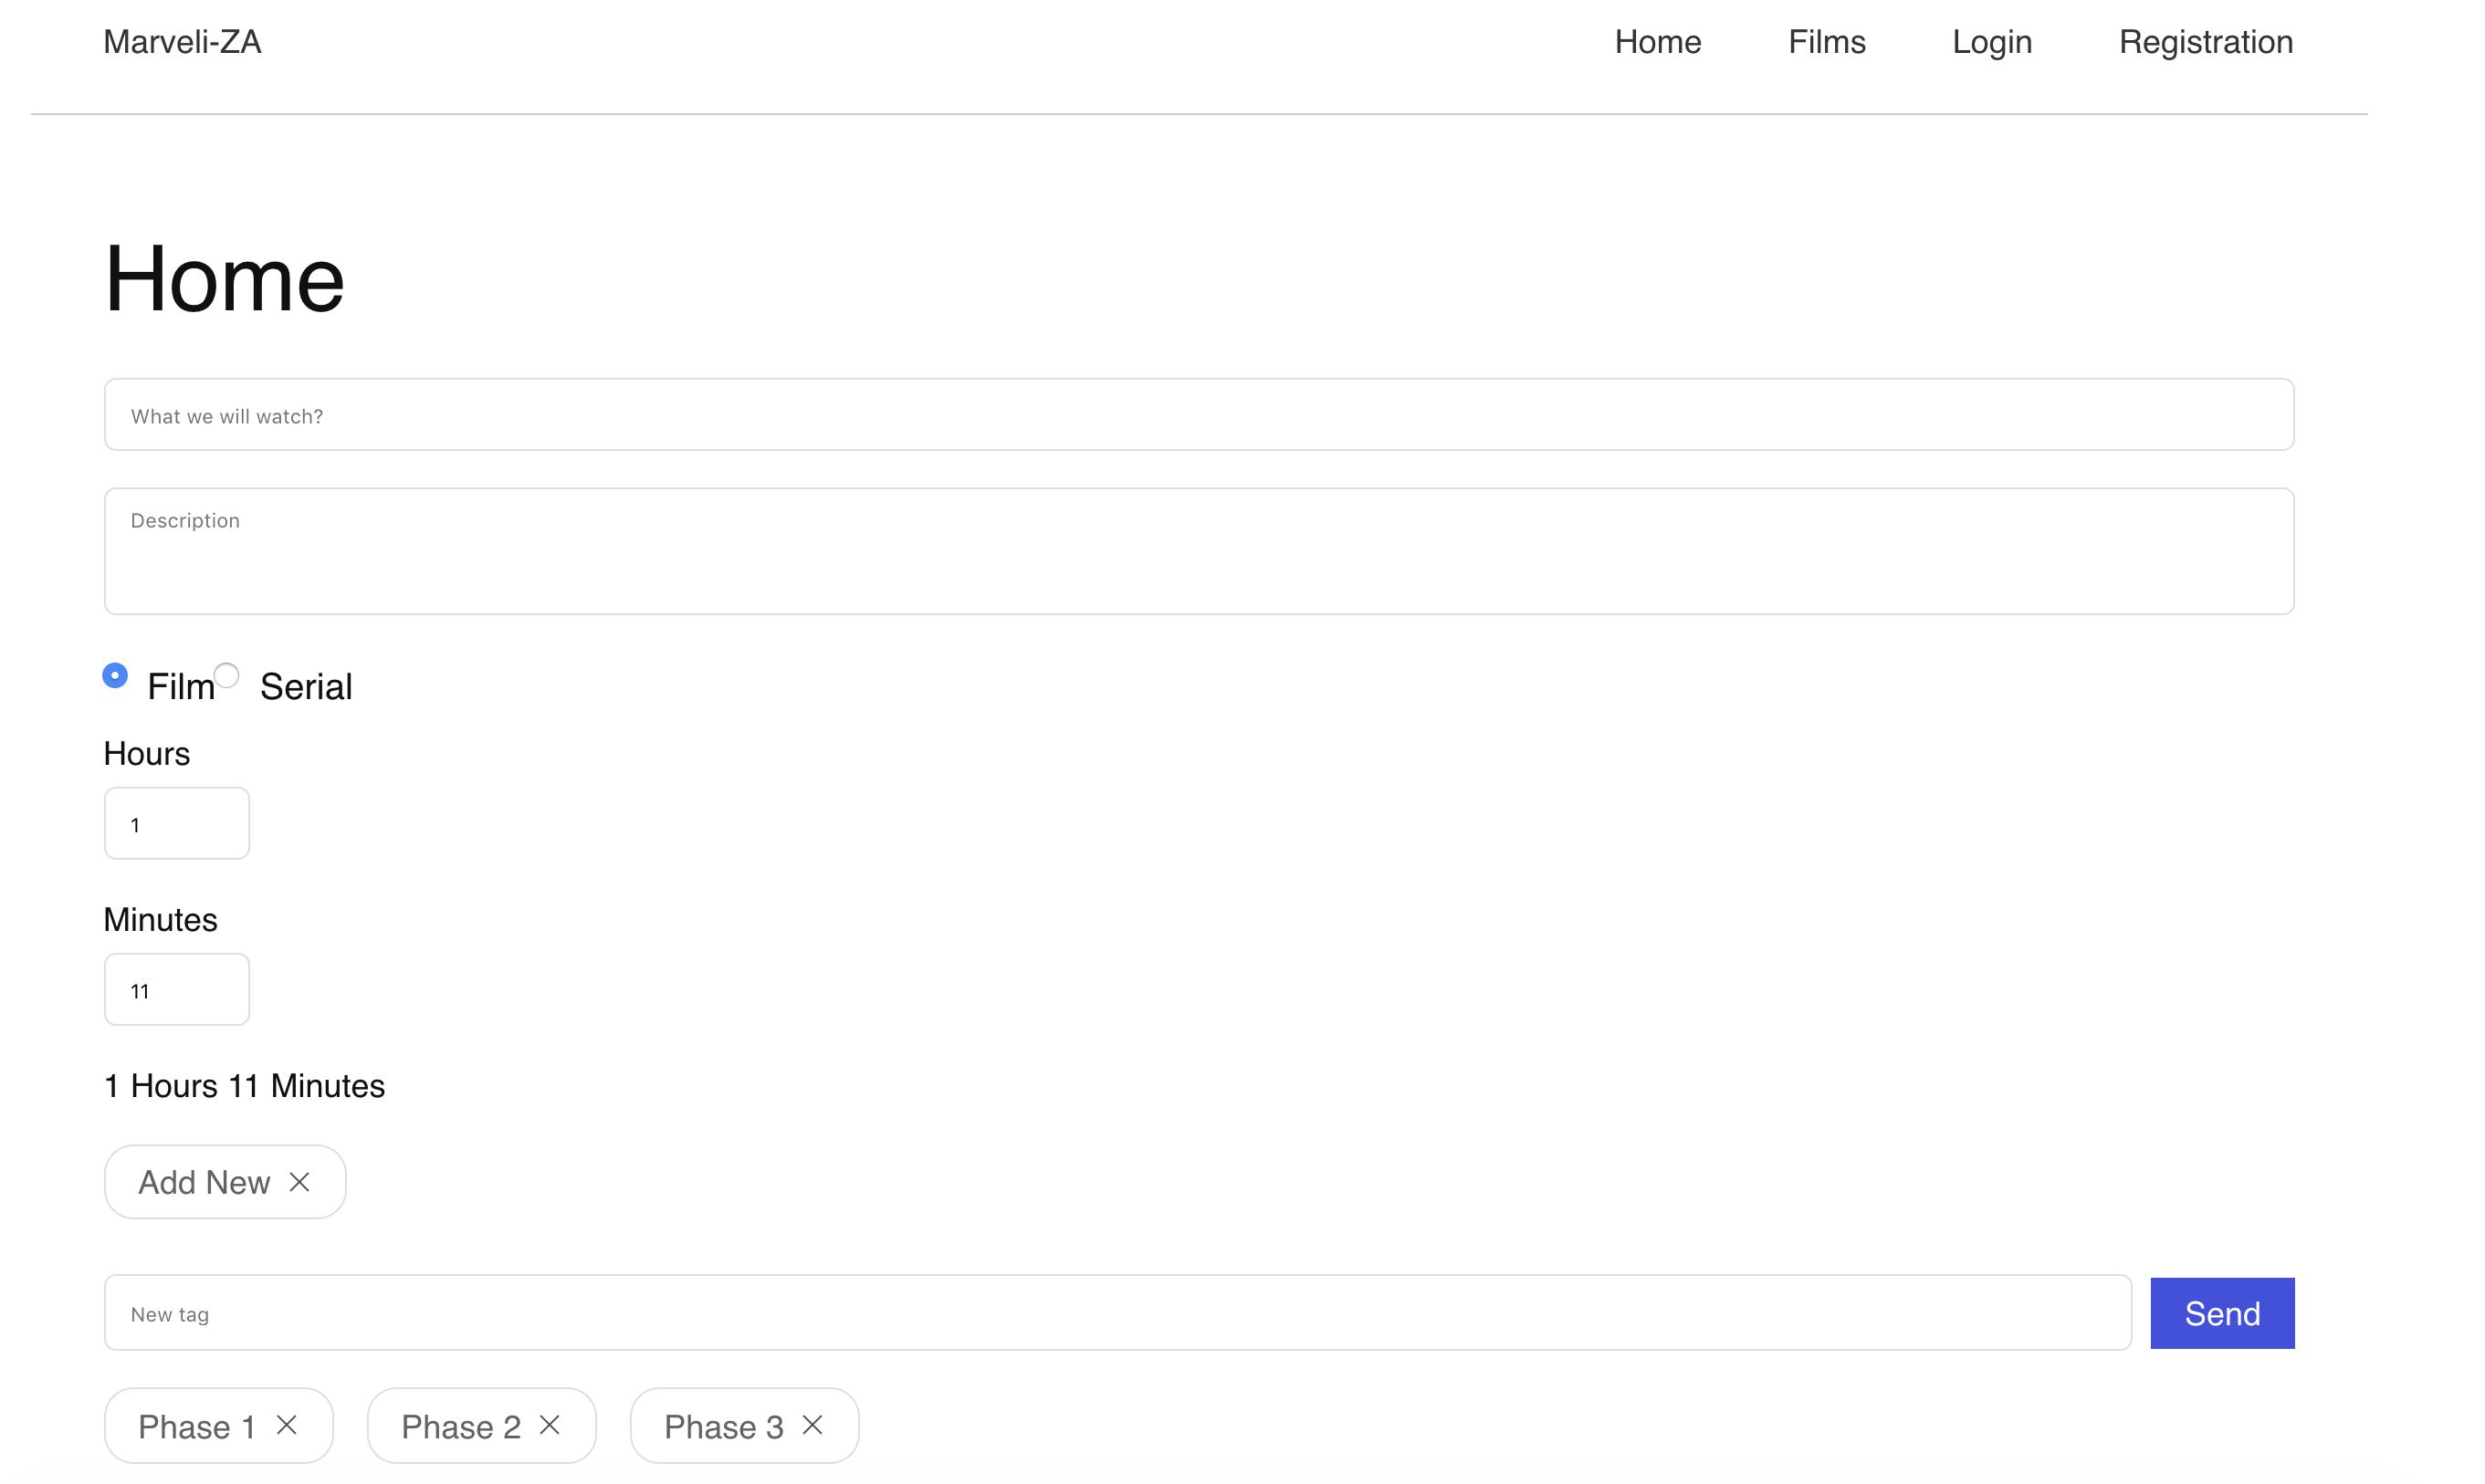 Marveli-ZA Home Films Login Registration
Home
What we will watch?
Description
Film Serial
Hours
1
Minutes
11
1 Hours 11 Minutes
Add New
New tag Send
Phase 1 Phase 2 Phase 3